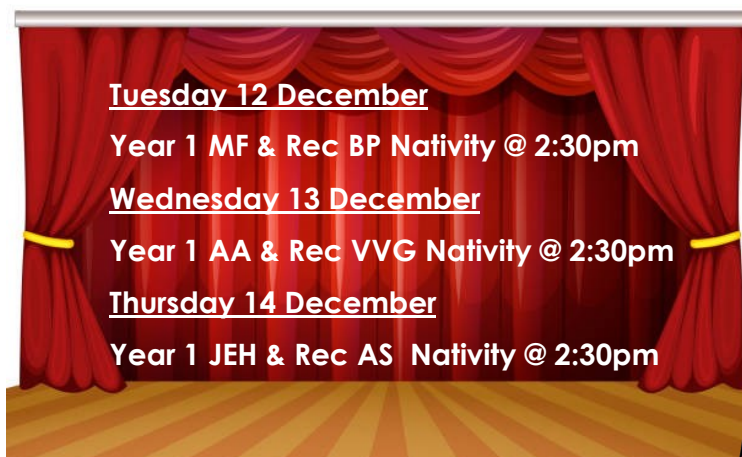 Tuesday 12 December
Year 1 MF & Rec BP Nativity @ 2:30pm
Wednesday 13 December
Year 1 AA & Rec VVG Nativity @ 2:30pm
Thursday 14 December
Year 1 JEH & Rec AS  Nativity @ 2:30pm